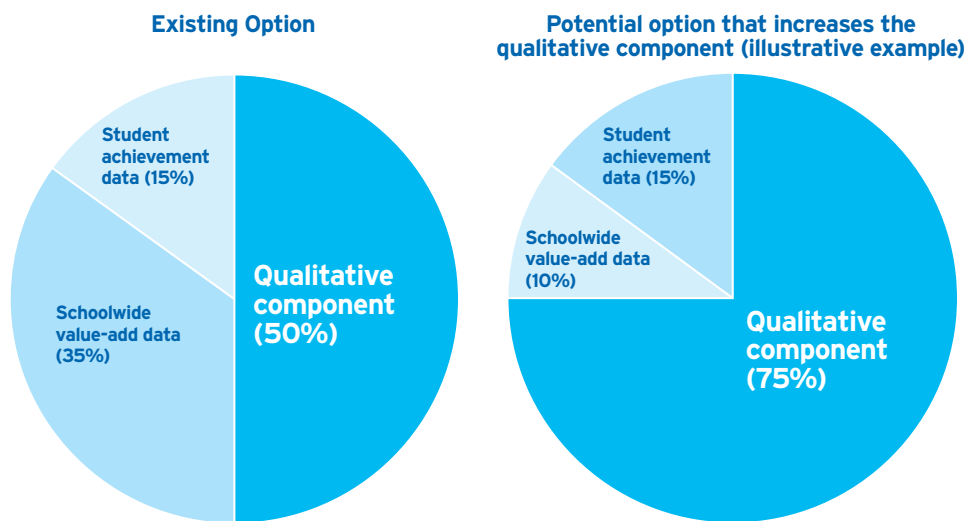 Existing Option
Student
achievement
data (15%)
Schoolwide
value-add data
(35%)
Qualitative
component
(50%)
Potential option that increases the
qualitative component (illustrative example)
Student
achievement
data (15%)
Schoolwide
value-add data
(10%)
Qualitative
component
(75%)